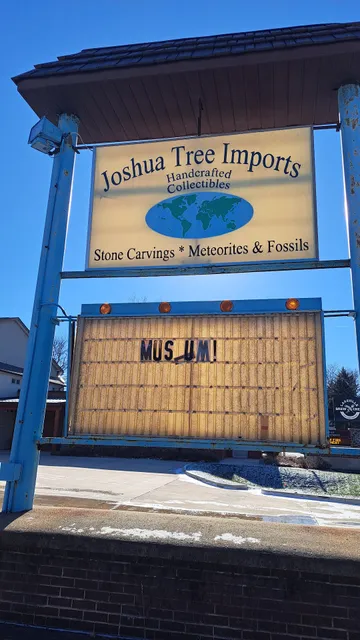 Joshua Tree Imports
Handcrafted
Collectibles
Stone Carvings * Meteorites & Fossils
MUS UM!